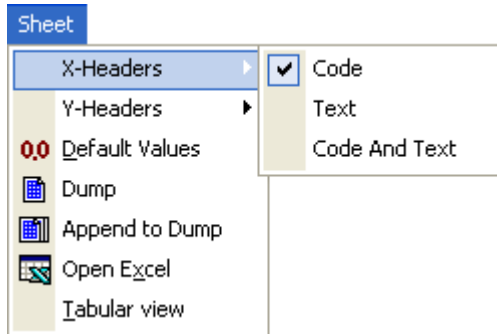 Sheet
X-Headers
Code
Y-Headers
Text
Code And Text
0,0 Default Values
Dump
Append to Dump
Open Excel
Tabular view